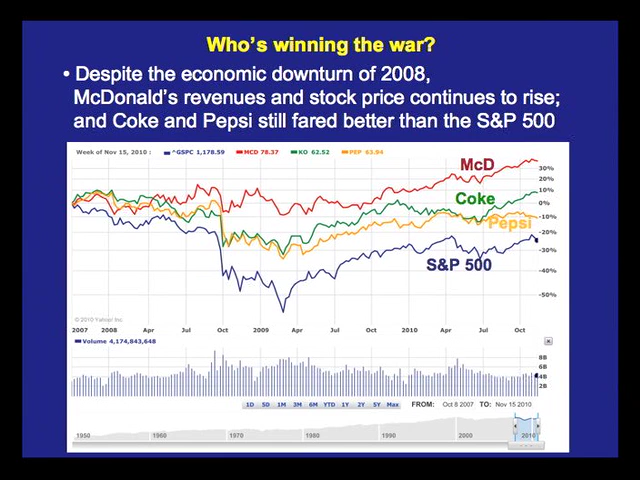 Who's winning the war?
• Despite the economic downturn of 2008,
McDonald's revenues and stock price continues to rise;
and Coke and Pepsi still fared better than the S&P 500
Week of Nov 15, 2010 : ^GSPC 1,178.59 MCD 78.37 KO 62.52 PEP 63.94
McD
Coke
Pepsi
S&P 500
30%
20%
10%
0%
-10%
-20%
-30%
-40%
-50%
© 2010 Yahoo! Inc.
2007 2008 Apr Jul Oct 2009 Apr Jul Oct 2010 Apr Jul Oct
Volume 4,174,843,648
8B
6B
4B
2B
1D 5D 1M 3M 6M YTD 1Y 2Y 5Y Max FROM: Oct 8 2007 TO: Nov 15 2010
1950 1960 1970 1980 1990 2000 2010